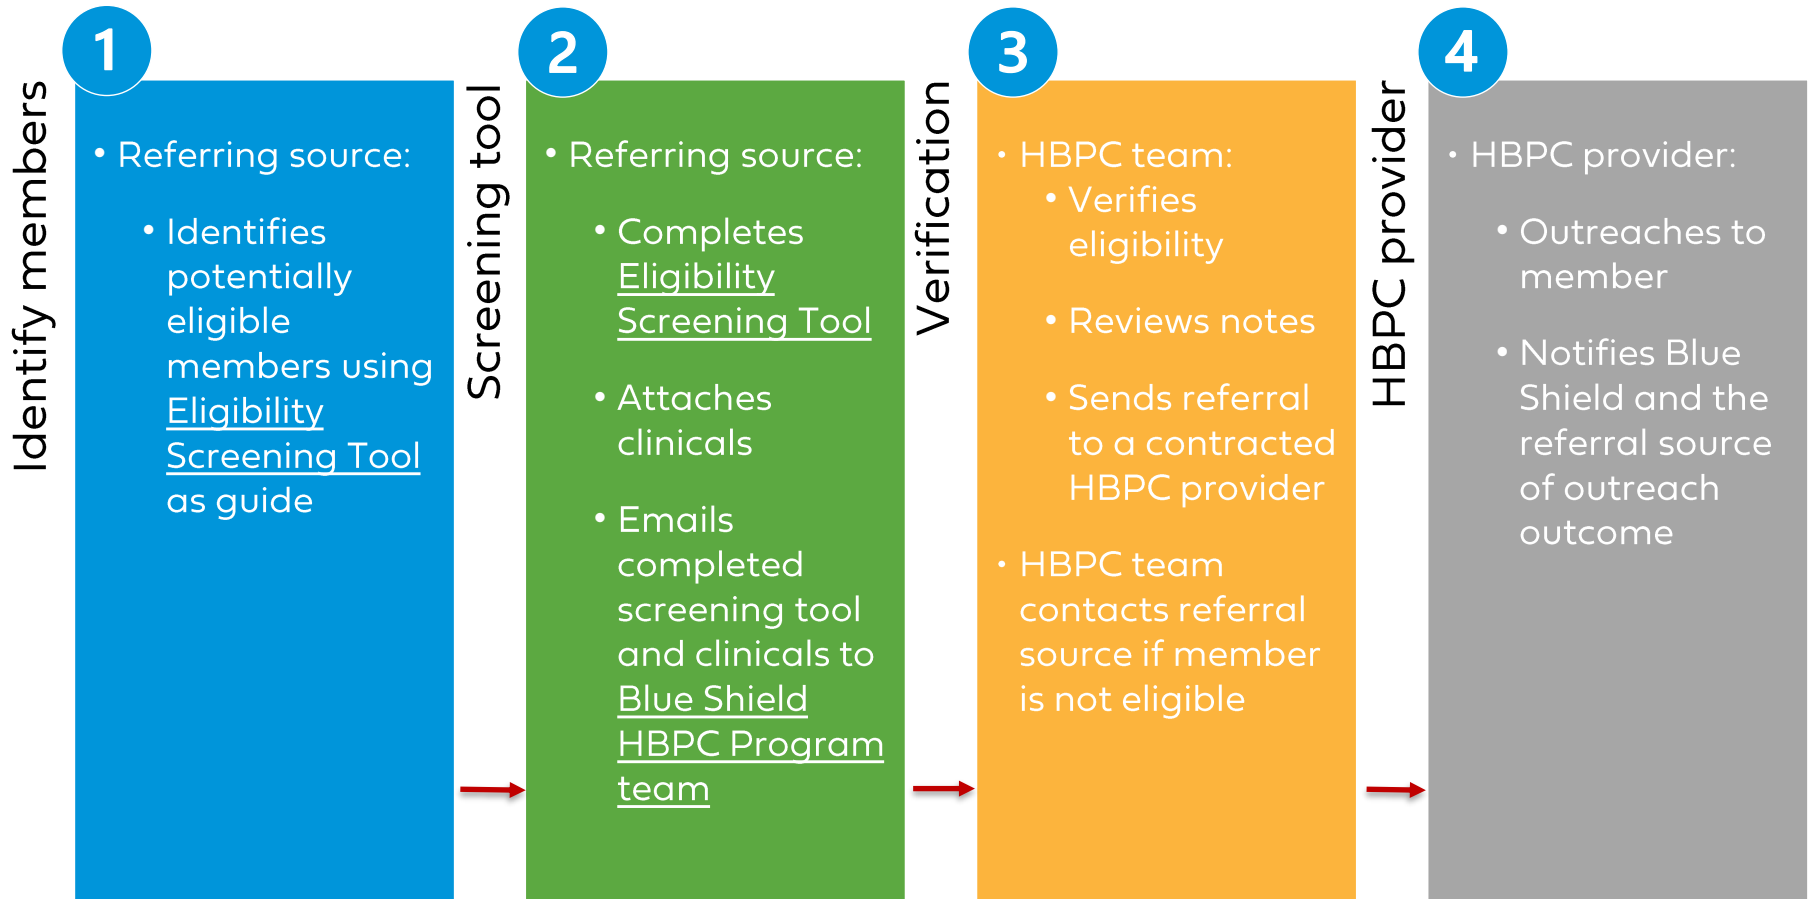 1
Identify members
• Referring source:
• Identifies
potentially
eligible
members using
Eligibility
Screening Tool
as guide
2
Screening tool
• Referring source:
• Completes
Eligibility
Screening Tool
• Attaches
clinicals
• Emails
completed
screening tool
and clinicals to
Blue Shield
HBPC Program
team
3
Verification
• HBPC team:
• Verifies
eligibility
• Reviews notes
• Sends referral
to a contracted
HBPC provider
• HBPC team
contacts referral
source if member
is not eligible
4
HBPC provider
• HBPC provider:
• Outreaches to
member
• Notifies Blue
Shield and the
referral source
of outreach
outcome